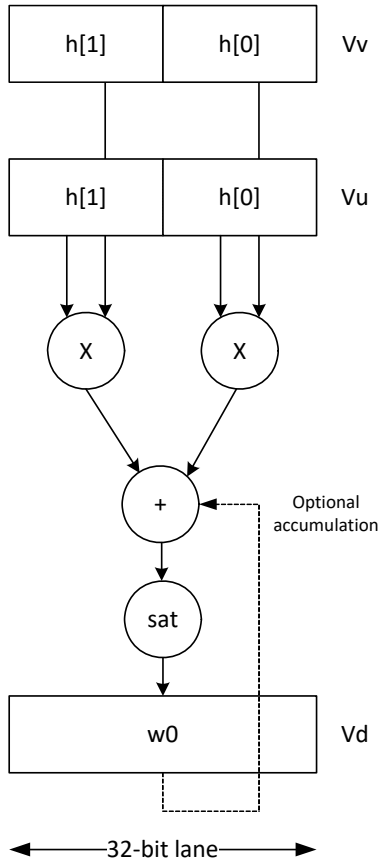 h[1] h[0] Vv
h[1] h[0] Vu
X X
+
Optional
accumulation
sat
w0 Vd
32-bit lane